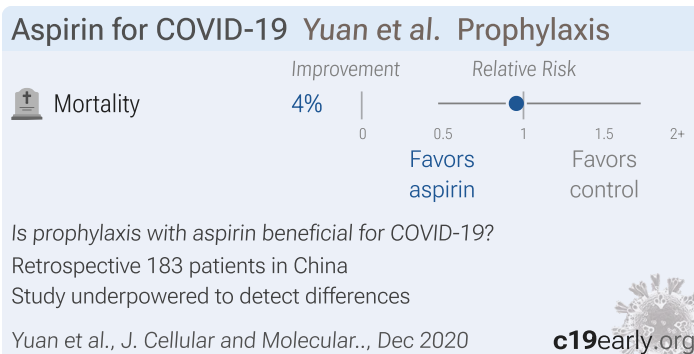 Aspirin for COVID-19 Yuan et al. Prophylaxis
Improvement Relative Risk
Mortality 4%
0 0.5 1 1.5 2+
Favors Favors
aspirin control
Is prophylaxis with aspirin beneficial for COVID-19?
Retrospective 183 patients in China
Study underpowered to detect differences
Yuan et al., J. Cellular and Molecular.., Dec 2020 c19early.org